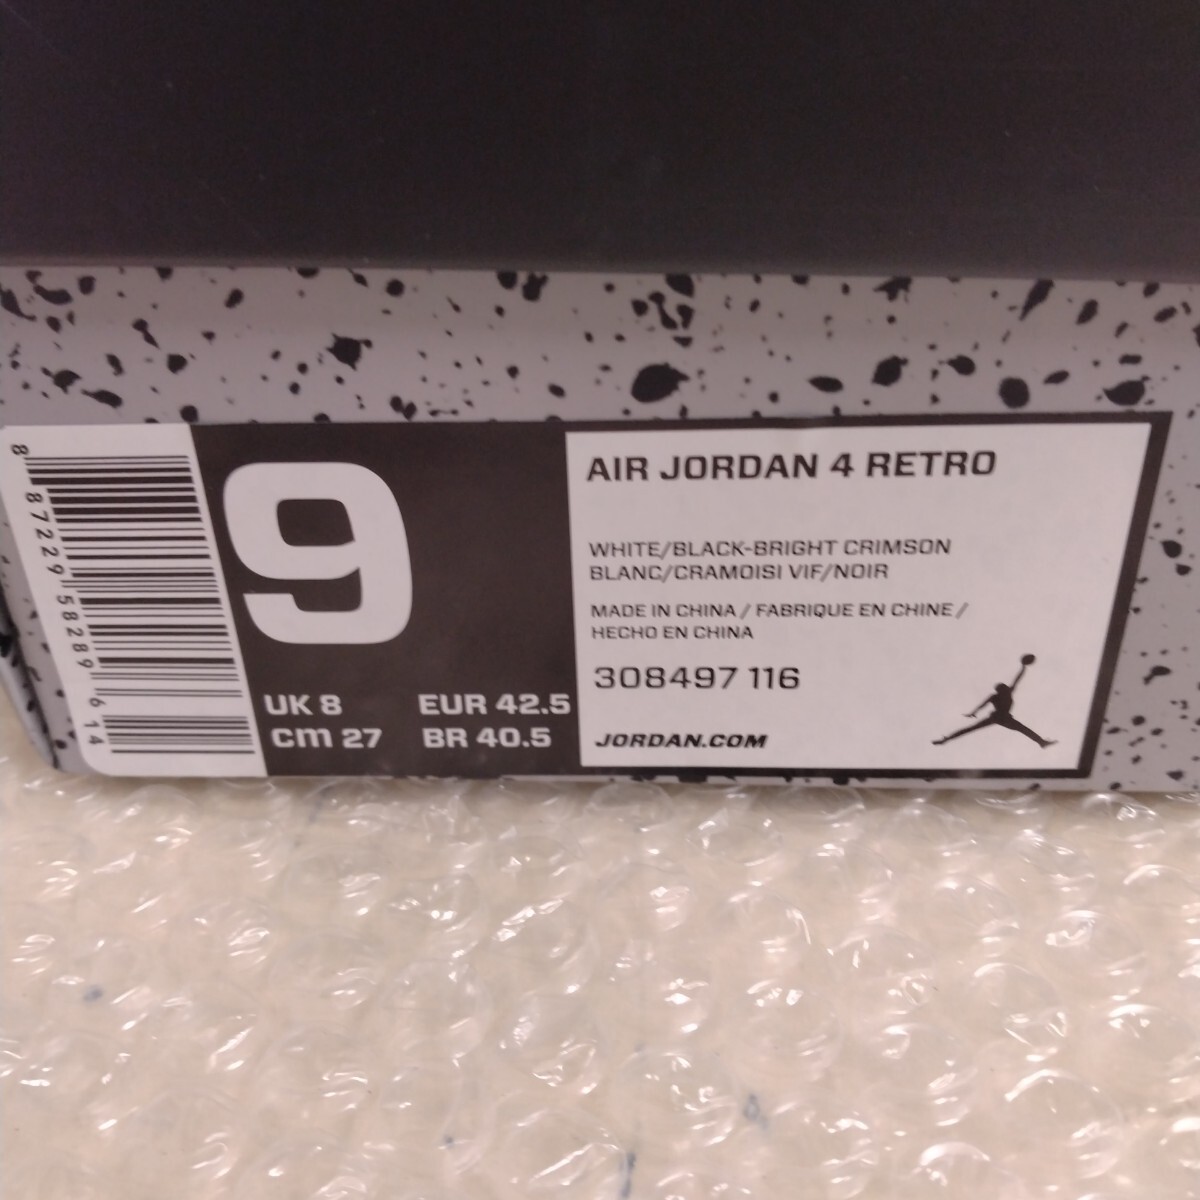 8 87229 58289 6 14
9
UK 8 EUR 42.5
cm 27 BR 40.5
AIR JORDAN 4 RETRO
WHITE/BLACK-BRIGHT CRIMSON
BLANC/CRAMOISI VIF/NOIR
MADE IN CHINA / FABRIQUE EN CHINE /
HECHO EN CHINA
308497 116
JORDAN.COM